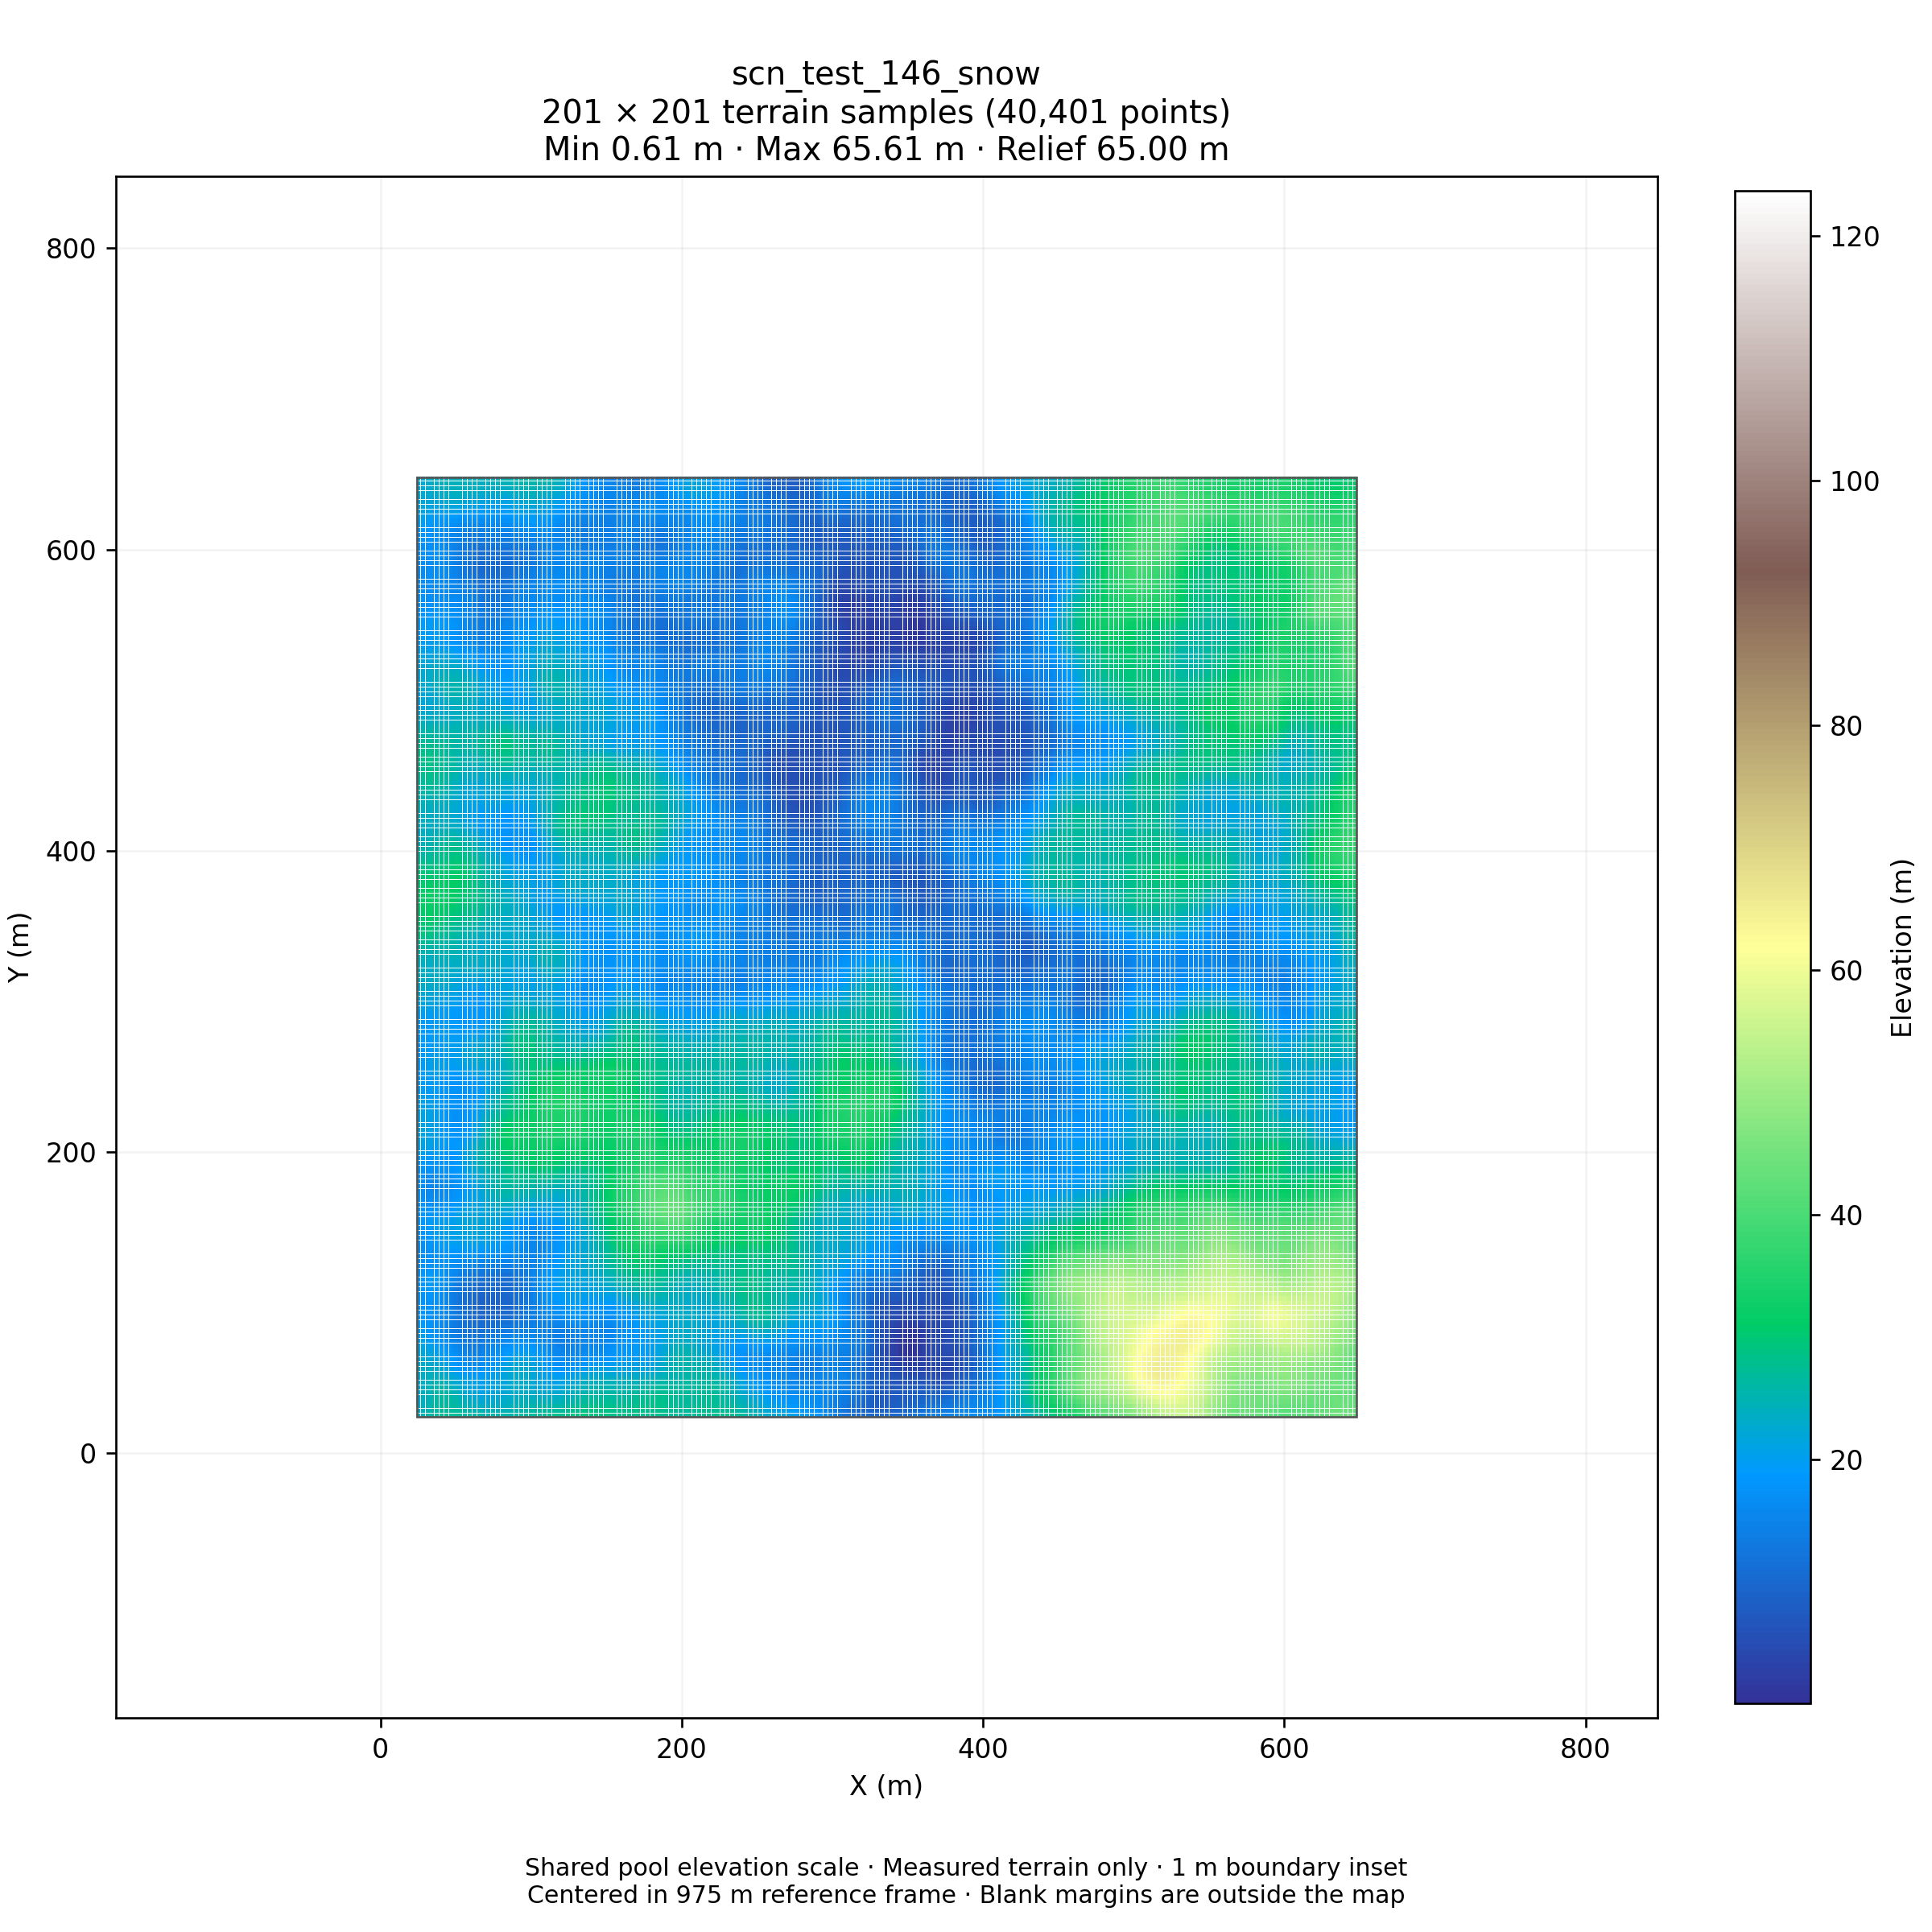 scn_test_146_snow
201 × 201 terrain samples (40,401 points)
Min 0.61 m · Max 65.61 m · Relief 65.00 m
800
600
400
200
0
Y (m)
0
200
400
600
800
X (m)
120
100
80
60
40
20
Elevation (m)
Shared pool elevation scale · Measured terrain only · 1 m boundary inset
Centered in 975 m reference frame · Blank margins are outside the map